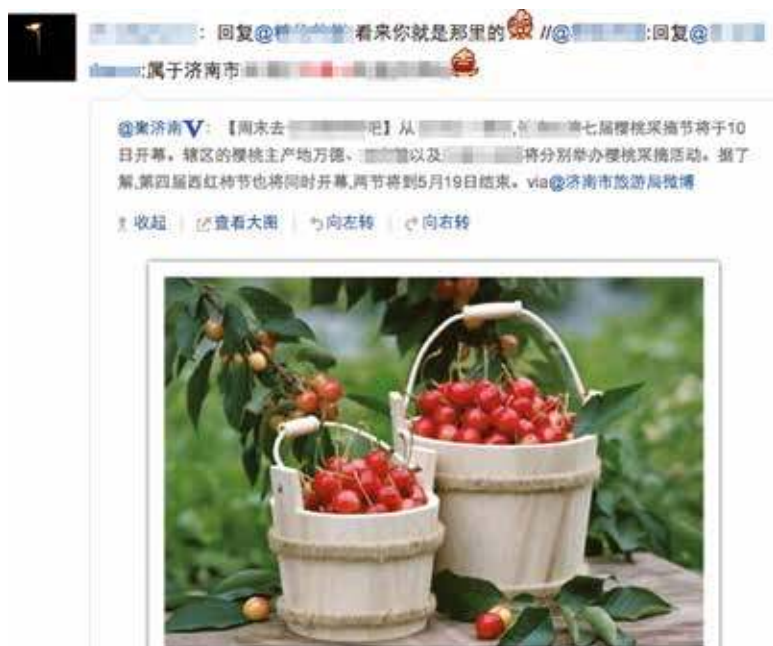 ： 回复@ 看来你就是那里的 //@ :回复@
:属于济南市
@聚济南V：【周末去 吧】从 , 七届樱桃采摘节将于10
日开幕。辖区的樱桃主产地万德、 以及 将分别举办樱桃采摘活动。据了
解,第四届西红柿节也将同时开幕,两节将到5月19日结束。via@济南市旅游局微博
收起 | 查看大图 | 向左转 | 向右转